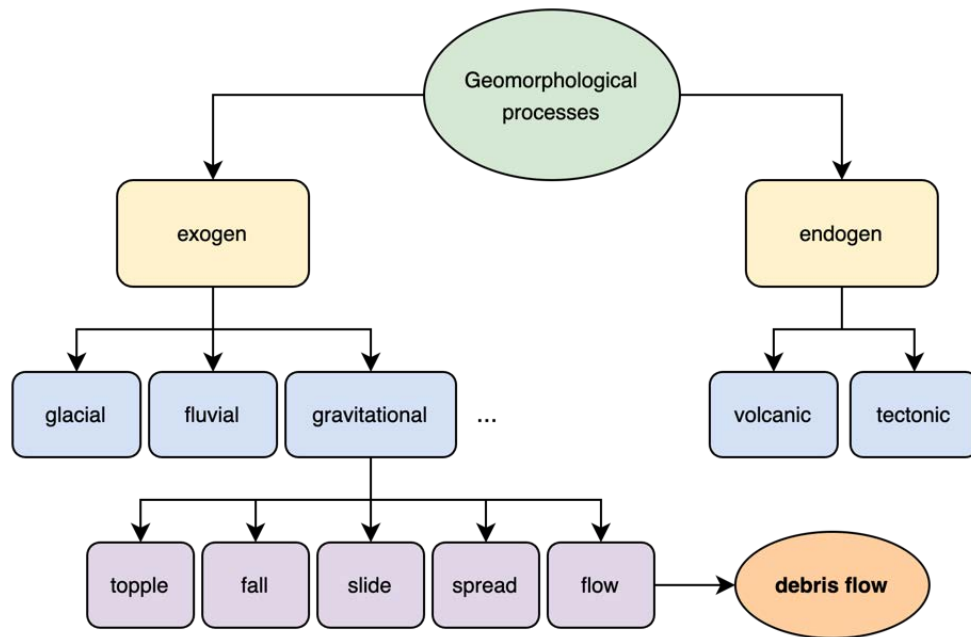 Geomorphological
processes
exogen
endogen
glacial
fluvial
gravitational
...
volcanic
tectonic
topple
fall
slide
spread
flow
debris flow